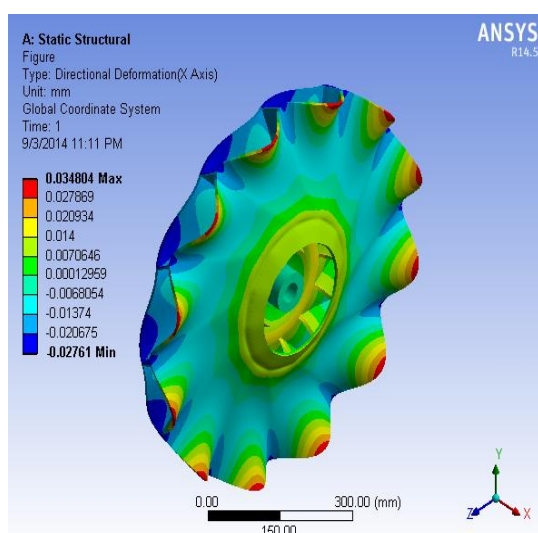 A: Static Structural
Figure
Type: Directional Deformation(X Axis)
Unit: mm
Global Coordinate System
Time: 1
9/3/2014 11:11 PM
ANSYS
R14.5
0.034804 Max
0.027869
0.020934
0.014
0.0070646
0.00012959
-0.0068054
-0.01374
-0.020675
-0.02761 Min
0.00 300.00 (mm)
150.00
Y
Z X